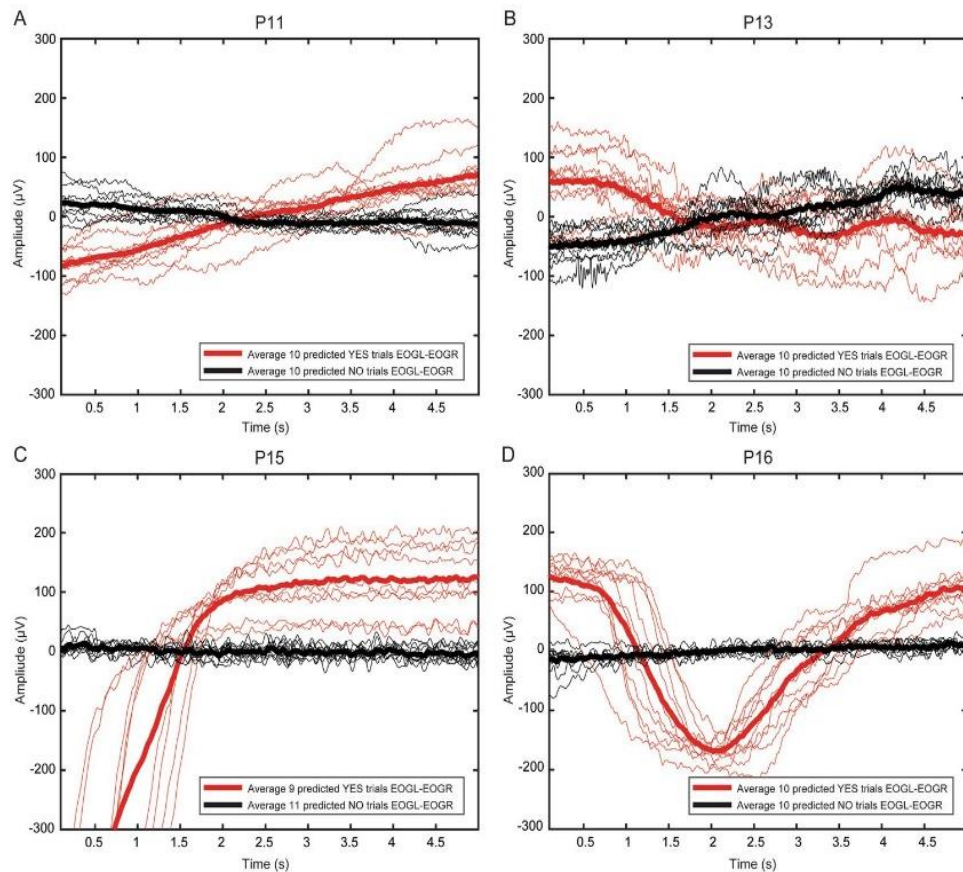 A
P11
300
200
100
0
-100
-200
-300
Ampliude (µV)
Average 10 predicted YES trials EOGL-EOGR
Average 10 predicted NO trials EOGL-EOGR
0.5 1 1.5 2 2.5 3 3.5 4 4.5
Time (s)
B
P13
300
200
100
0
-100
-200
-300
Ampliude (µV)
Average 10 predicted YES trials EOGL-EOGR
Average 10 predicted NO trials EOGL-EOGR
0.5 1 1.5 2 2.5 3 3.5 4 4.5
Time (s)
C
P15
300
200
100
0
-100
-200
-300
Ampliude (µV)
Average 9 predicted YES trials EOGL-EOGR
Average 11 predicted NO trials EOGL-EOGR
0.5 1 1.5 2 2.5 3 3.5 4 4.5
Time (s)
D
P16
300
200
100
0
-100
-200
-300
Ampliude (µV)
Average 10 predicted YES trials EOGL-EOGR
Average 10 predicted NO trials EOGL-EOGR
0.5 1 1.5 2 2.5 3 3.5 4 4.5
Time (s)